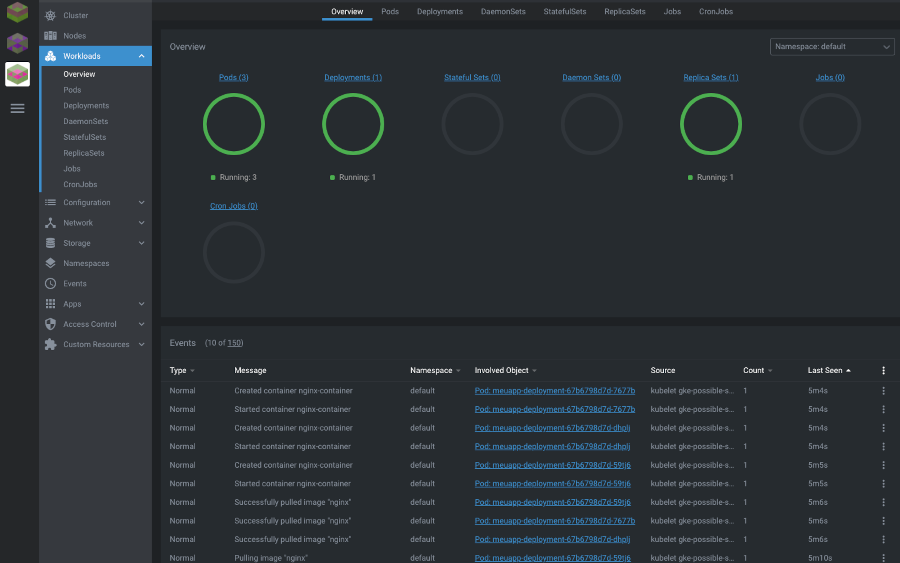 Overview Pods Deployments DaemonSets StatefulSets ReplicaSets Jobs CronJobs
Cluster
Nodes
Workloads
Overview
Pods
Deployments
DaemonSets
StatefulSets
ReplicaSets
Jobs
CronJobs
Configuration
Network
Storage
Namespaces
Events
Apps
Access Control
Custom Resources
Overview
Namespace: default
Pods (3) Deployments (1) Stateful Sets (0) Daemon Sets (0) Replica Sets (1) Jobs (0)
Running: 3 Running: 1 Running: 1
Cron Jobs (0)
Events (10 of 150)
Type Message Namespace Involved Object Source Count Last Seen
Normal Created container nginx-container default Pod: meuapp-deployment-67b6798d7d-7677b kubelet gke-possible-s... 1 5m4s
Normal Started container nginx-container default Pod: meuapp-deployment-67b6798d7d-7677b kubelet gke-possible-s... 1 5m4s
Normal Created container nginx-container default Pod: meuapp-deployment-67b6798d7d-dhplj kubelet gke-possible-s... 1 5m4s
Normal Started container nginx-container default Pod: meuapp-deployment-67b6798d7d-dhplj kubelet gke-possible-s... 1 5m4s
Normal Created container nginx-container default Pod: meuapp-deployment-67b6798d7d-59tj6 kubelet gke-possible-s... 1 5m5s
Normal Started container nginx-container default Pod: meuapp-deployment-67b6798d7d-59tj6 kubelet gke-possible-s... 1 5m5s
Normal Successfully pulled image "nginx" default Pod: meuapp-deployment-67b6798d7d-59tj6 kubelet gke-possible-s... 1 5m6s
Normal Successfully pulled image "nginx" default Pod: meuapp-deployment-67b6798d7d-7677b kubelet gke-possible-s... 1 5m6s
Normal Successfully pulled image "nginx" default Pod: meuapp-deployment-67b6798d7d-dhplj kubelet gke-possible-s... 1 5m6s
Normal Pulling image "nginx" default Pod: meuapp-deployment-67b6798d7d-59tj6 kubelet gke-possible-s... 1 5m10s